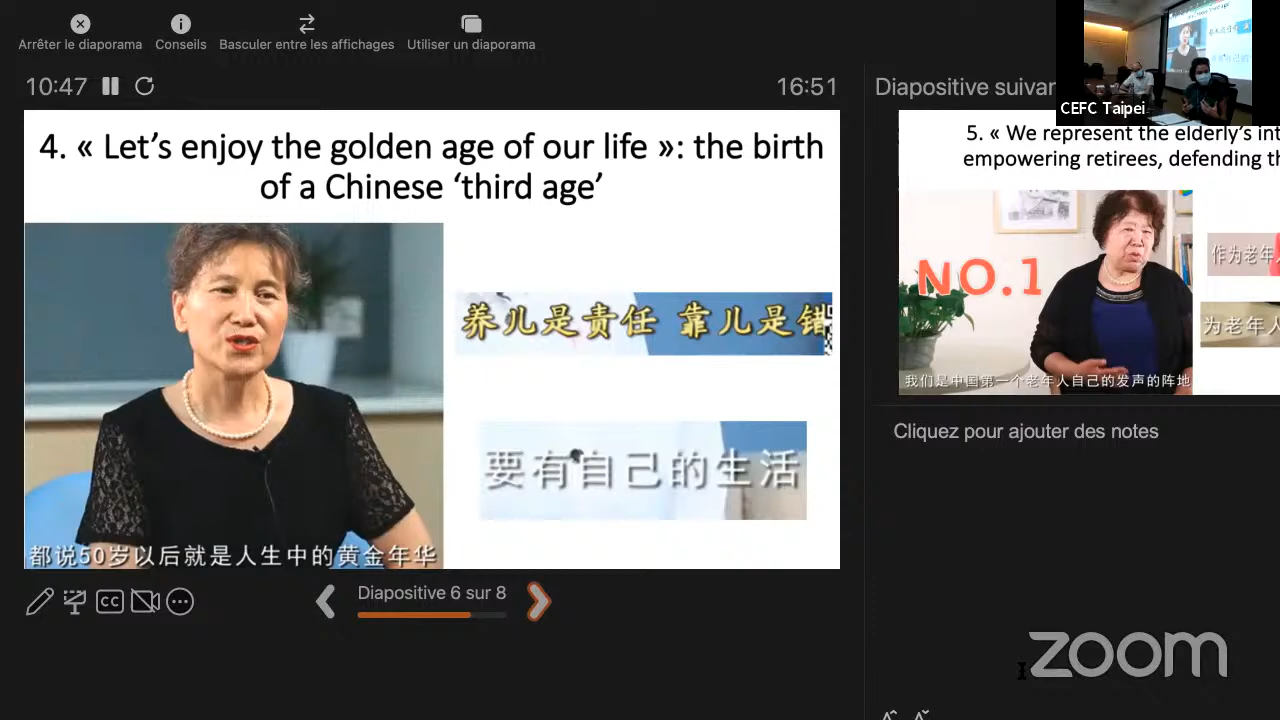 Arrêter le diaporama
Conseils
Basculer entre les affichages
Utiliser un diaporama
10:47
16:51
Diapositive suivan
CEFC Taipei
4. « Let’s enjoy the golden age of our life »: the birth
of a Chinese ‘third age’
养儿是责任 靠儿是错
要有自己的生活
都说50岁以后就是人生中的黄金年华
5. « We represent the elderly’s int
empowering retirees, defending th
NO.1
作为老年
为老年人
我们是中国第一个老年人自己的发声的阵地
Cliquez pour ajouter des notes
CC
Diapositive 6 sur 8
zoom